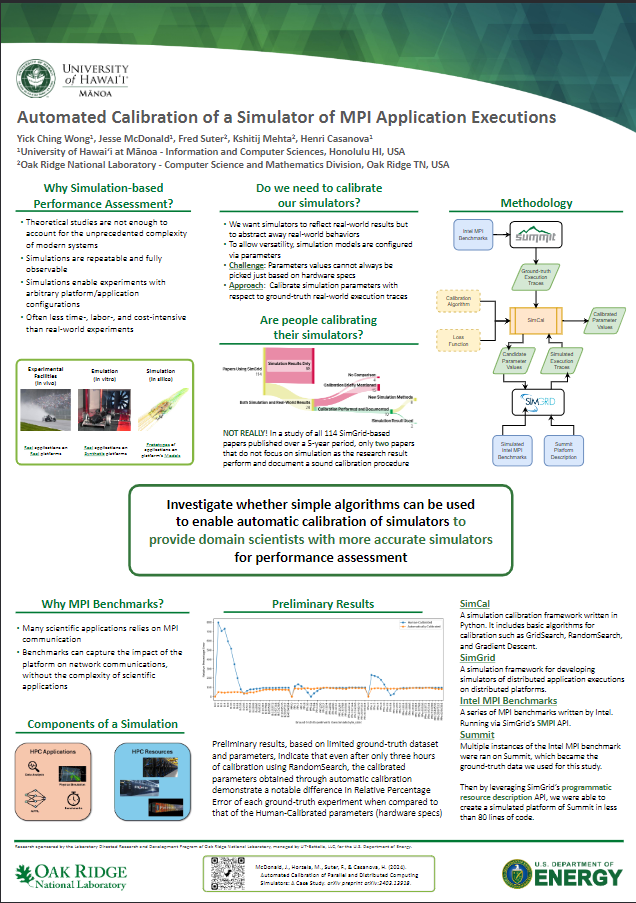 UNIVERSITY
of HAWAI'I
MĀNOA
Automated Calibration of a Simulator of MPI Application Executions
Yick Ching Wong¹, Jesse McDonald¹, Fred Suter², Kshitij Mehta², Henri Casanova¹
¹University of Hawai'i at Mānoa - Information and Computer Sciences, Honolulu HI, USA
²Oak Ridge National Laboratory - Computer Science and Mathematics Division, Oak Ridge TN, USA
Why Simulation-based
Performance Assessment?
• Theoretical studies are not enough to
account for the unprecedented complexity
of modern systems
• Simulations are repeatable and fully
observable
• Simulations enable experiments with
arbitrary platform/application
configurations
• Often less time-, labor-, and cost-intensive
than real-world experiments
Experimental
Facilities
(in vivo)
Emulation
(in vitro)
Simulation
(in silico)
Real applications on
Real platforms
Real applications on
Synthetic platforms
Prototypes of
applications on
platform's Models
Do we need to calibrate
our simulators?
• We want simulators to reflect real-world results but
to abstract away real-world behaviors
• To allow versatility, simulation models are configured
via parameters
• Challenge: Parameters values cannot always be
picked just based on hardware specs
• Approach: Calibrate simulation parameters with
respect to ground-truth real-world execution traces
Are people calibrating
their simulators?
Papers Using SimGrid
114
Simulation Results Only
Both Simulation and Real-World Results
No Comparison
Calibration Briefly Mentioned
Calibration Performed and Documented
New Simulation Methods
Simulation Result Used
NOT REALLY! In a study of all 114 SimGrid-based
papers published over a 5-year period, only two papers
that do not focus on simulation as the research result
perform and document a sound calibration procedure
Methodology
Intel MPI
Benchmarks
summit
Ground-truth
Execution
Traces
Calibration
Algorithm
Loss
Function
SimCal
Calibrated
Parameter
Values
Candidate
Parameter
Values
Simulated
Execution
Traces
SIMGRID
Simulated
Intel MPI
Benchmarks
Summit
Platform
Description
Investigate whether simple algorithms can be used
to enable automatic calibration of simulators to
provide domain scientists with more accurate simulators
for performance assessment
Why MPI Benchmarks?
• Many scientific applications relies on MPI
communication
• Benchmarks can capture the impact of the
platform on network communications,
without the complexity of scientific
applications
Components of a Simulation
HPC Applications
HPC Resources
Preliminary Results
Human-Calibrated
Automatically-Calibrated
Preliminary results, based on limited ground-truth dataset
and parameters, indicate that even after only three hours
of calibration using RandomSearch, the calibrated
parameters obtained through automatic calibration
demonstrate a notable difference in Relative Percentage
Error of each ground-truth experiment when compared to
that of the Human-Calibrated parameters (hardware specs)
SimCal
A simulation calibration framework written in
Python. It includes basic algorithms for
calibration such as GridSearch, RandomSearch,
and Gradient Descent.
SimGrid
A simulation framework for developing
simulators of distributed application executions
on distributed platforms.
Intel MPI Benchmarks
A series of MPI benchmarks written by Intel.
Running via SimGrid's SMPI API.
Summit
Multiple instances of the Intel MPI benchmark
were ran on Summit, which became the
ground-truth data we used for this study.
Then by leveraging SimGrid's programmatic
resource description API, we were able to
create a simulated platform of Summit in less
than 80 lines of code.
Research sponsored by the Laboratory Directed Research and Development Program of Oak Ridge National Laboratory, managed by UT-Battelle, LLC, for the U.S. Department of Energy.
OAK RIDGE
National Laboratory
McDonald, J., Horzela, M., Suter, F., & Casanova, H. (2024).
Automated Calibration of Parallel and Distributed Computing
Simulators: A Case Study. arXiv preprint arXiv:2403.13918.
U.S. DEPARTMENT OF
ENERGY